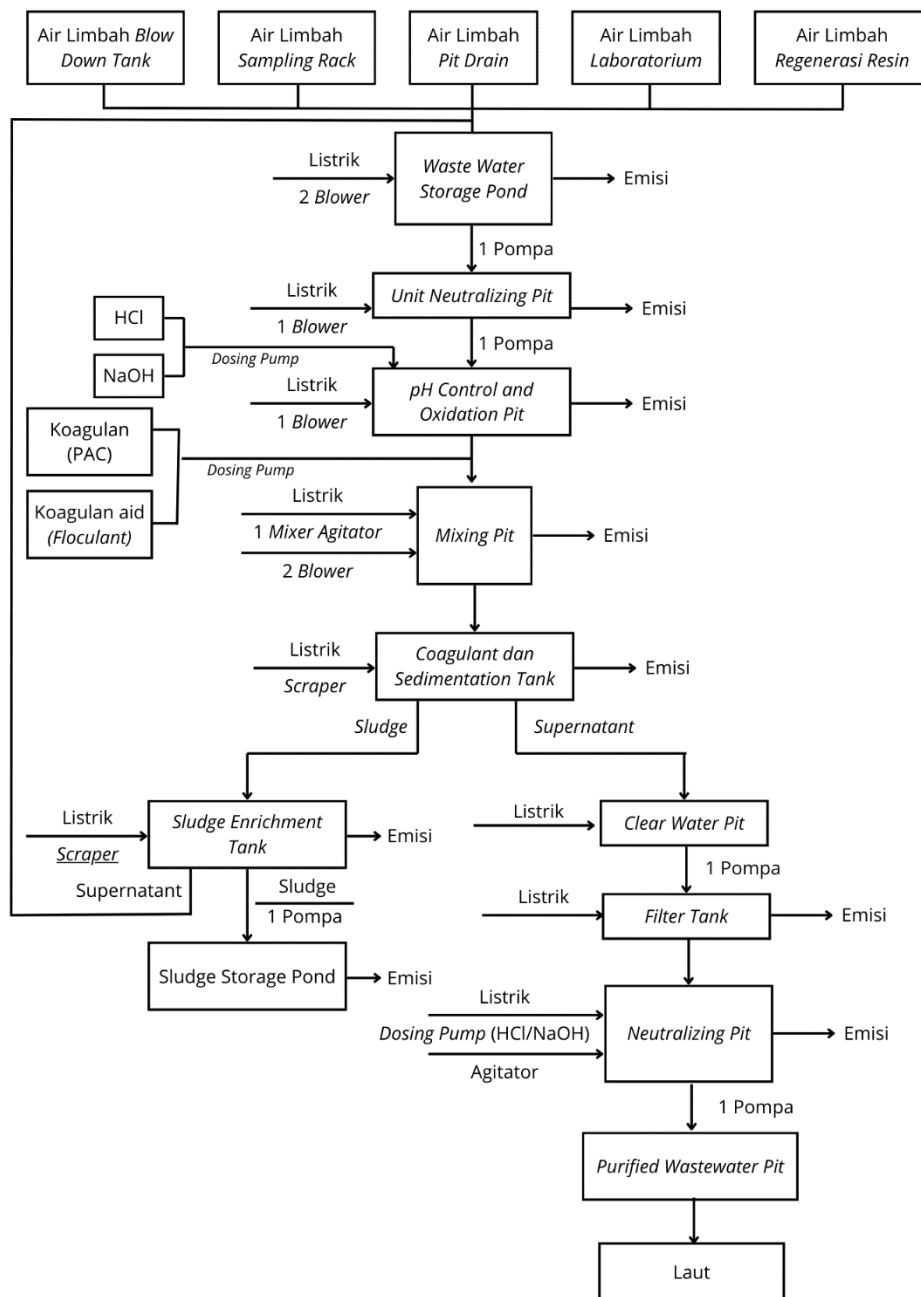 Air Limbah Blow
Down Tank
Air Limbah
Sampling Rack
Air Limbah
Pit Drain
Air Limbah
Laboratorium
Air Limbah
Regenerasi Resin
Listrik
2 Blower
Waste Water
Storage Pond
Emisi
1 Pompa
Listrik
1 Blower
Unit Neutralizing Pit
Emisi
HCl
NaOH
Dosing Pump
1 Pompa
Listrik
1 Blower
pH Control and
Oxidation Pit
Emisi
Koagulan
(PAC)
Koagulan aid
(Floculant)
Dosing Pump
Listrik
1 Mixer Agitator
2 Blower
Mixing Pit
Emisi
Listrik
Scraper
Coagulant dan
Sedimentation Tank
Emisi
Sludge
Supernatant
Listrik
Scraper
Sludge Enrichment
Tank
Emisi
Supernatant
Sludge
1 Pompa
Sludge Storage Pond
Emisi
Listrik
Clear Water Pit
1 Pompa
Listrik
Filter Tank
Emisi
Listrik
Dosing Pump (HCl/NaOH)
Agitator
Neutralizing Pit
Emisi
1 Pompa
Purified Wastewater Pit
Laut